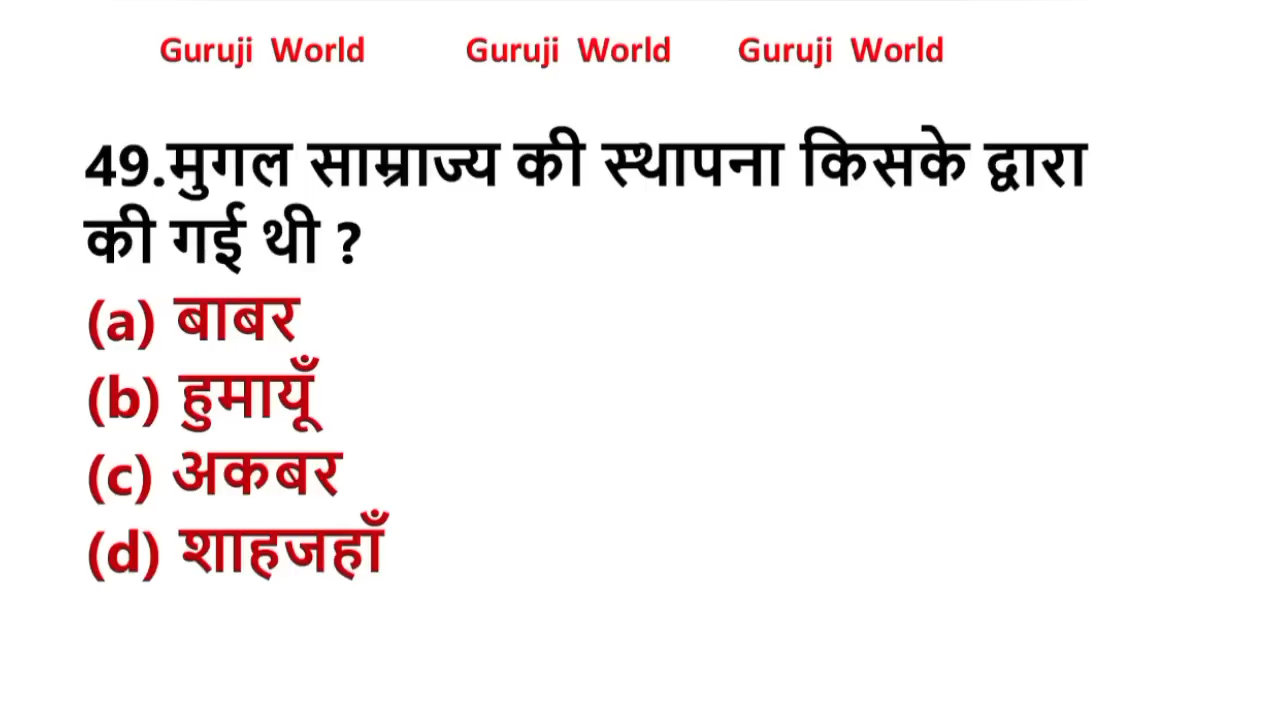 Guruji World Guruji World Guruji World
49.मुगल साम्राज्य की स्थापना किसके द्वारा
की गई थी ?
(a) बाबर
(b) हुमायूँ
(c) अकबर
(d) शाहजहाँ